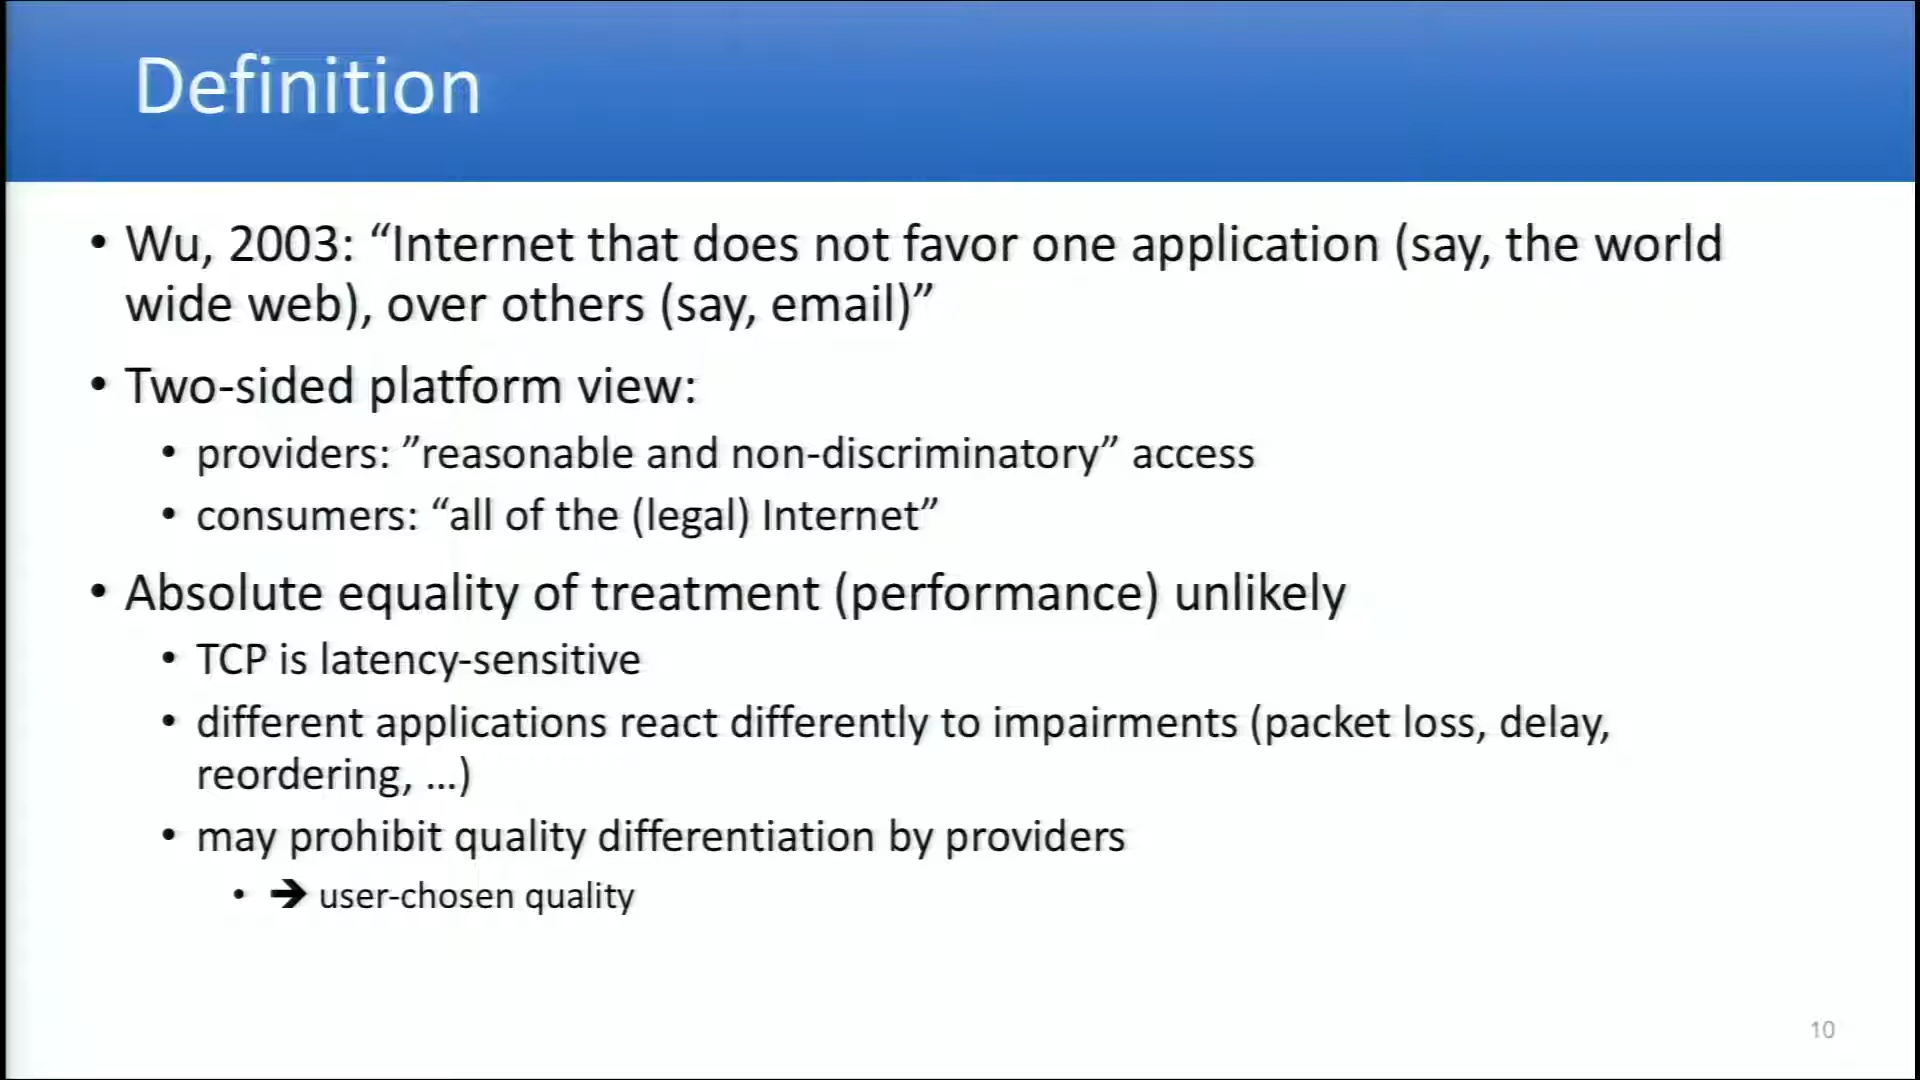 Definition
• Wu, 2003: “Internet that does not favor one application (say, the world
wide web), over others (say, email)”
• Two-sided platform view:
• providers: ”reasonable and non-discriminatory” access
• consumers: “all of the (legal) Internet”
• Absolute equality of treatment (performance) unlikely
• TCP is latency-sensitive
• different applications react differently to impairments (packet loss, delay,
reordering, …)
• may prohibit quality differentiation by providers
• ➔ user-chosen quality
10